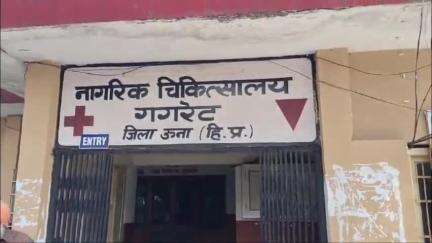 नागरिक चिकित्सालय
गगरेट
जिला ऊना (हि.प्र.)
ENTRY